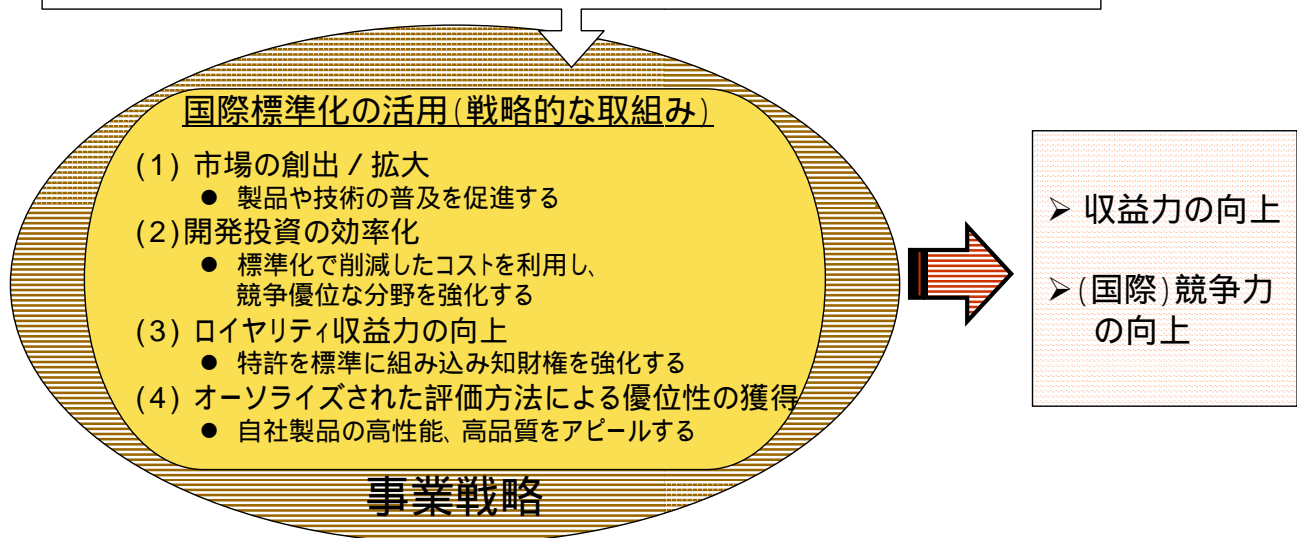 国際標準化の活用(戦略的な取組み)
(1) 市場の創出 / 拡大
● 製品や技術の普及を促進する
(2)開発投資の効率化
● 標準化で削減したコストを利用し、
競争優位な分野を強化する
(3) ロイヤリティ収益力の向上
● 特許を標準に組み込み知財権を強化する
(4) オーソライズされた評価方法による優位性の獲得
● 自社製品の高性能、高品質をアピールする
事業戦略
➢ 収益力の向上
➢(国際)競争力
の向上